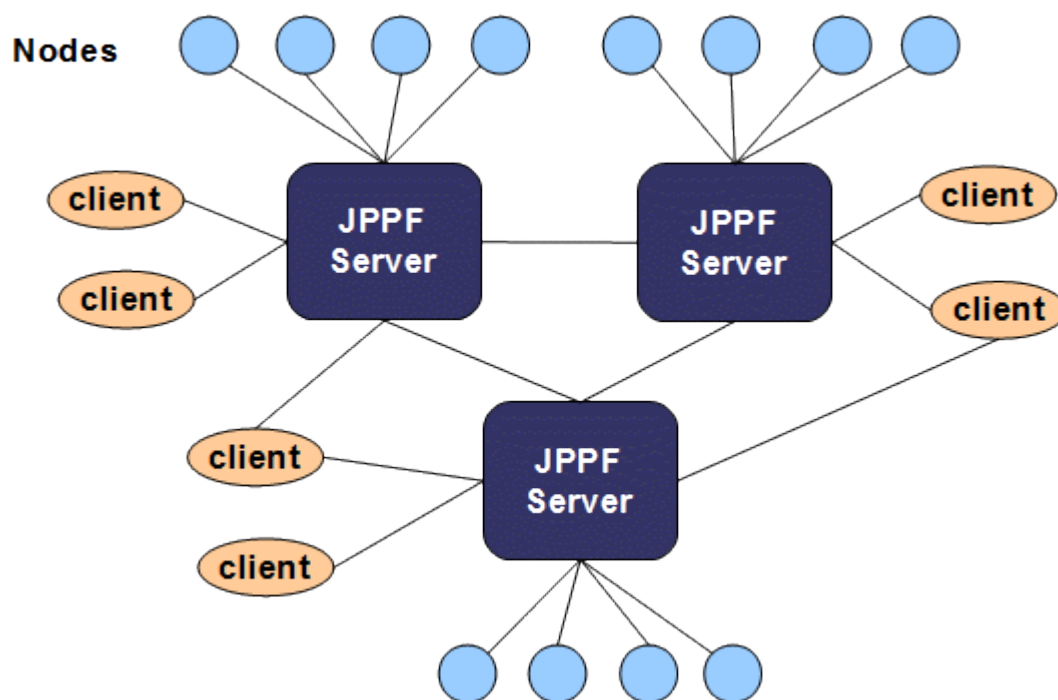 Nodes
client
client
JPPF
Server
JPPF
Server
client
client
client
client
JPPF
Server